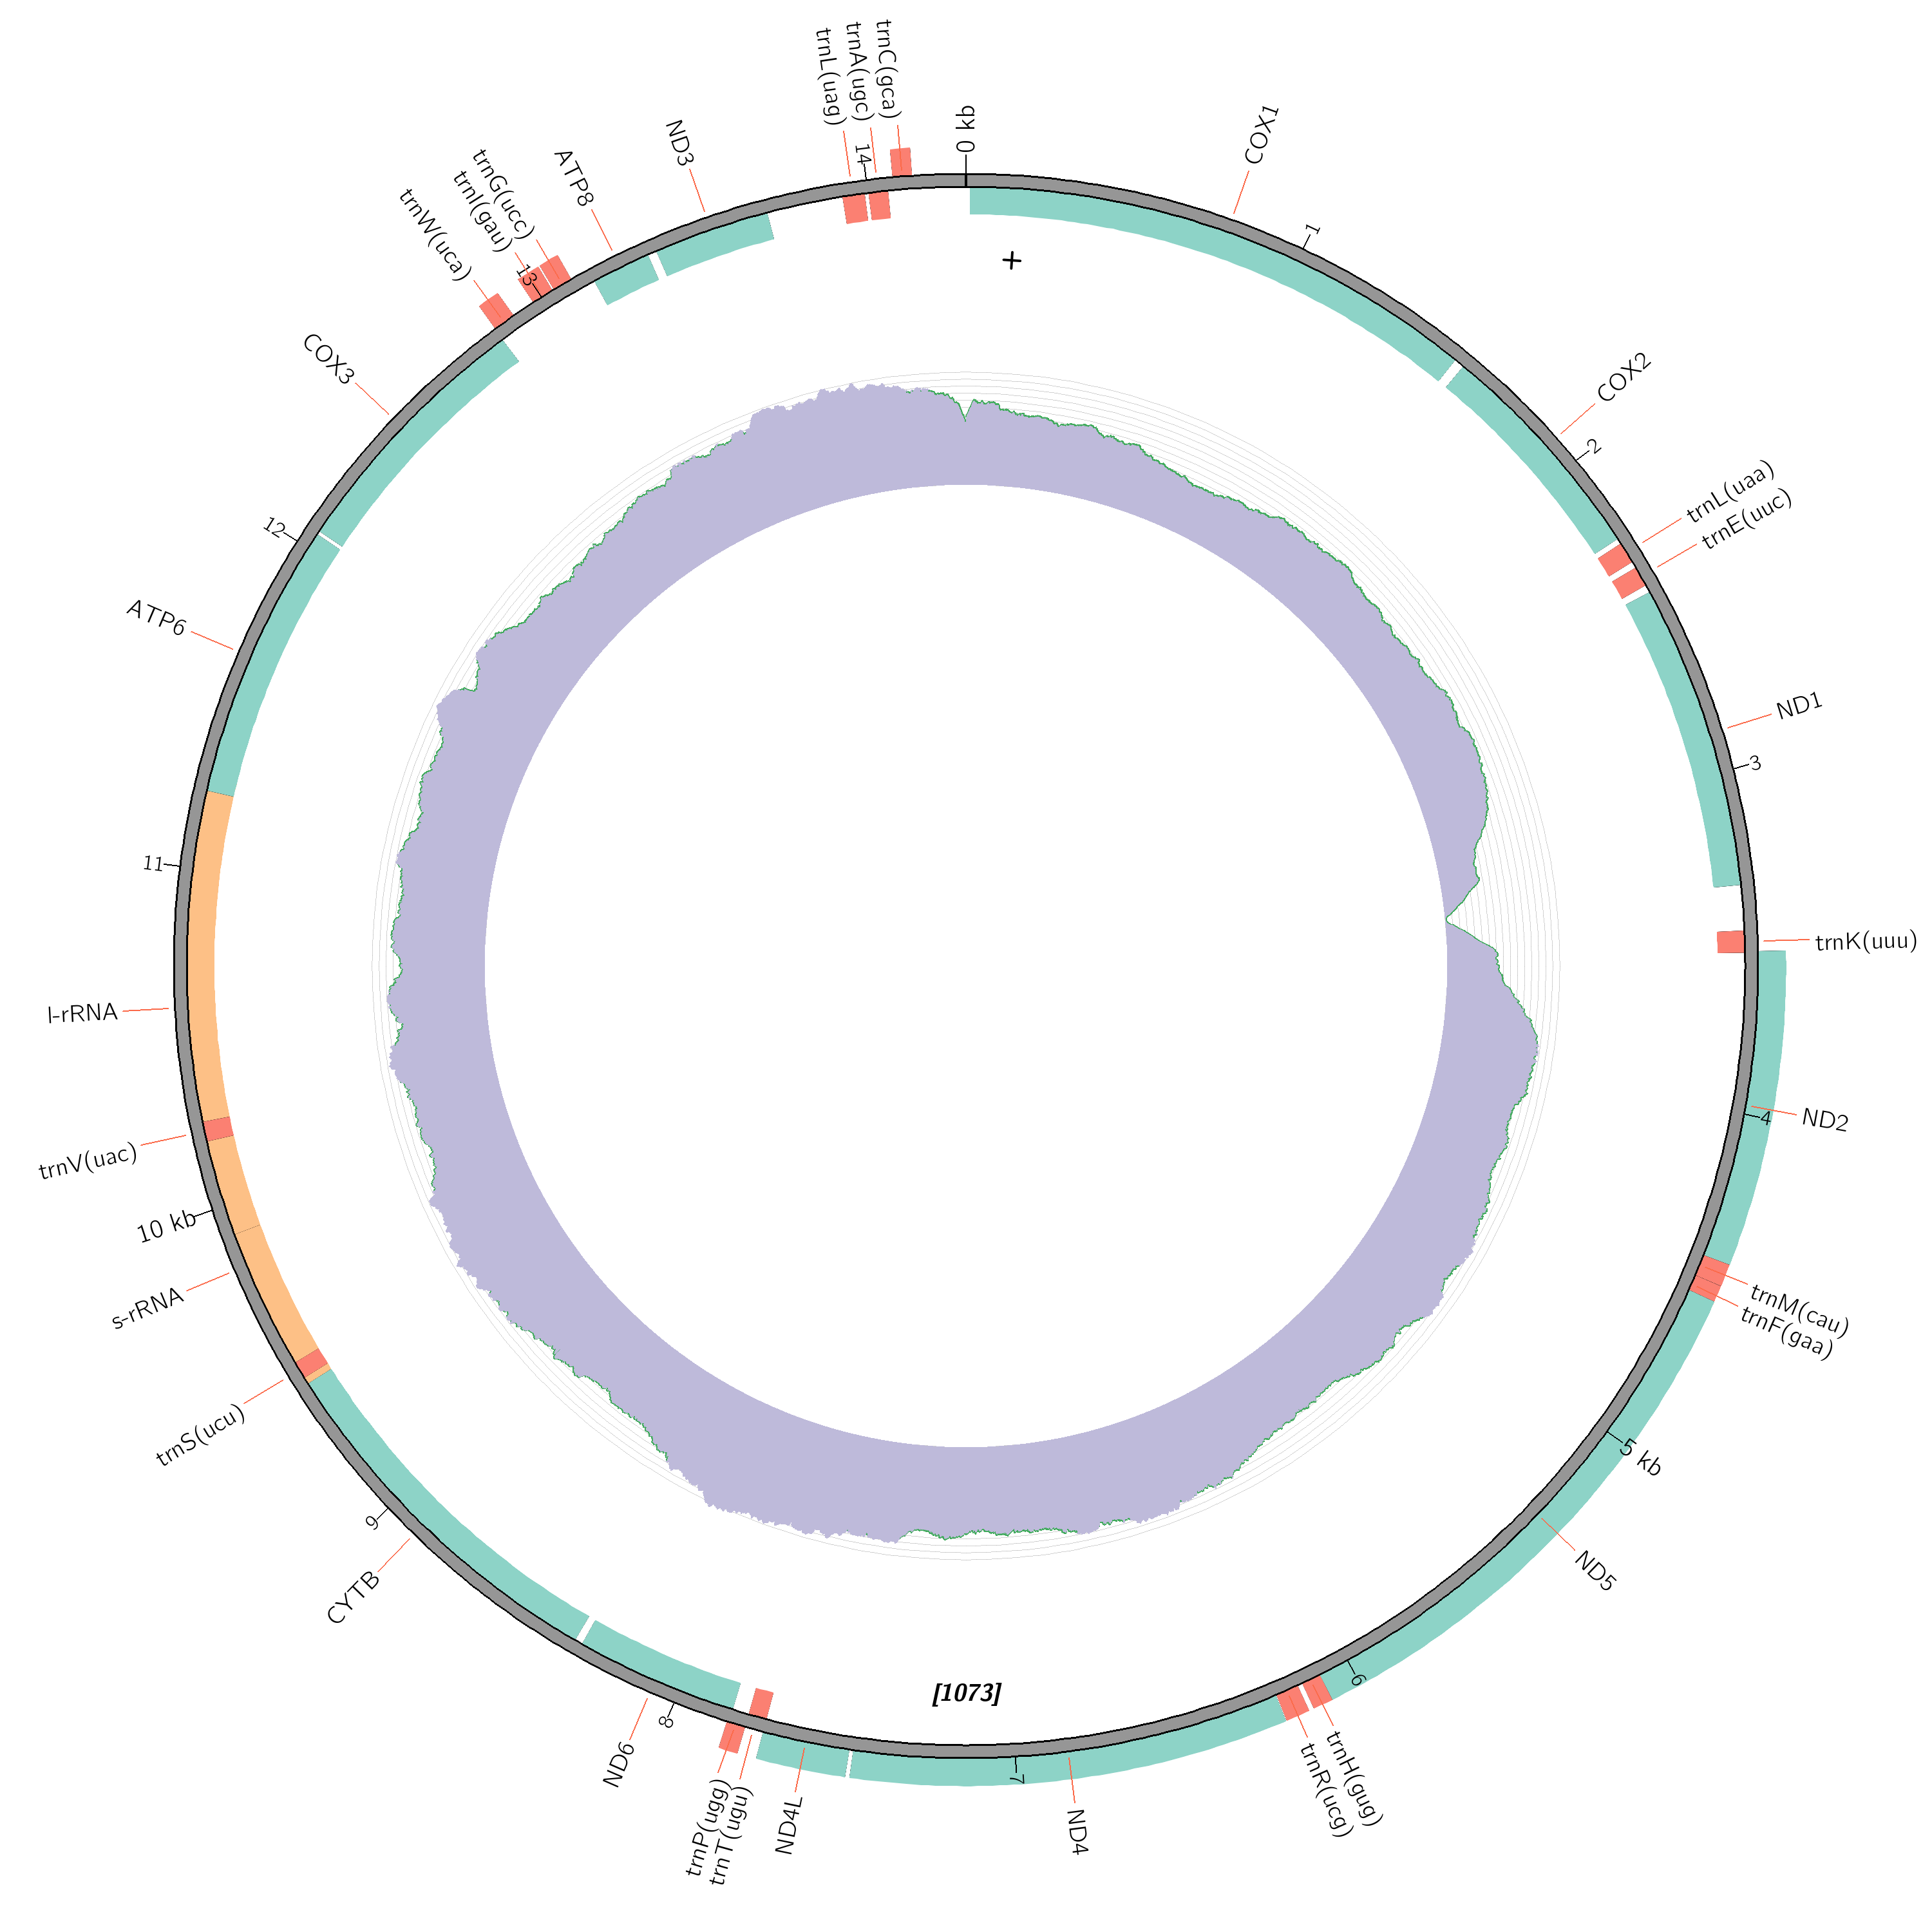 0 kb
COX1
1
COX2
2
trnL(uaa)
trnE(uuc)
ND1
3
trnK(uuu)
ND2
4
trnM(cau)
trnF(gaa)
5 kb
ND5
6
trnH(gug)
trnR(ucg)
ND4
7
ND4L
trnT(ugu)
trnP(ugg)
8
ND6
CYTB
9
trnS(ucu)
s-rRNA
10 kb
trnV(uac)
l-rRNA
11
ATP6
12
COX3
trnW(uca)
trnI(gau)
13
trnG(ucc)
ATP8
ND3
trnL(uag)
14
trnA(ugc)
trnC(gca)
+
[1073]